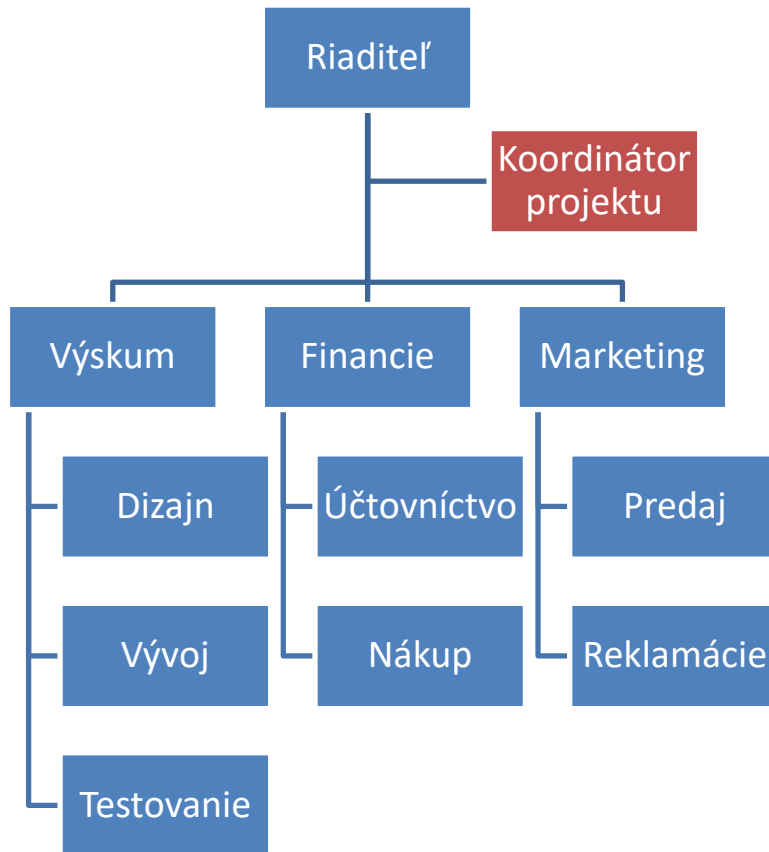 Riaditeľ
Koordinátor
projektu
Výskum
Financie
Marketing
Dizajn
Účtovníctvo
Predaj
Vývoj
Nákup
Reklamácie
Testovanie